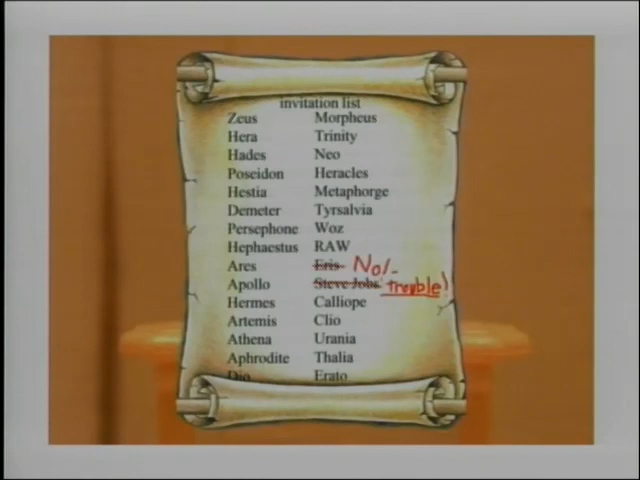 invitation list
Zeus Morpheus
Hera Trinity
Hades Neo
Poseidon Heracles
Hestia Metaphorge
Demeter Tyrsalvia
Persephone Woz
Hephaestus RAW
Ares Eris No!-
Apollo Steve Jobs trouble!
Hermes Calliope
Artemis Clio
Athena Urania
Aphrodite Thalia
Dio Erato